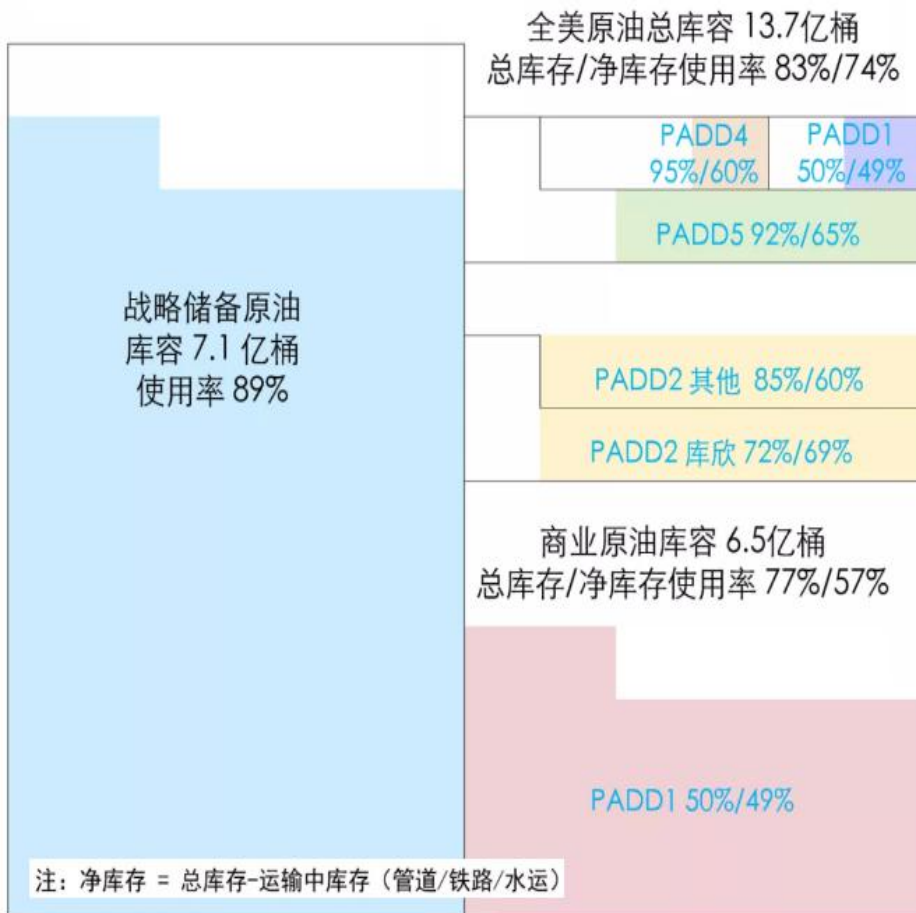 全美原油总库容 13.7亿桶
总库存/净库存使用率 83%/74%
PADD4
95%/60%
PADD1
50%/49%
PADD5 92%/65%
战略储备原油
库容 7.1 亿桶
使用率 89%
PADD2 其他 85%/60%
PADD2 库欣 72%/69%
商业原油库容 6.5亿桶
总库存/净库存使用率 77%/57%
PADD1 50%/49%
注：净库存 = 总库存-运输中库存（管道/铁路/水运）